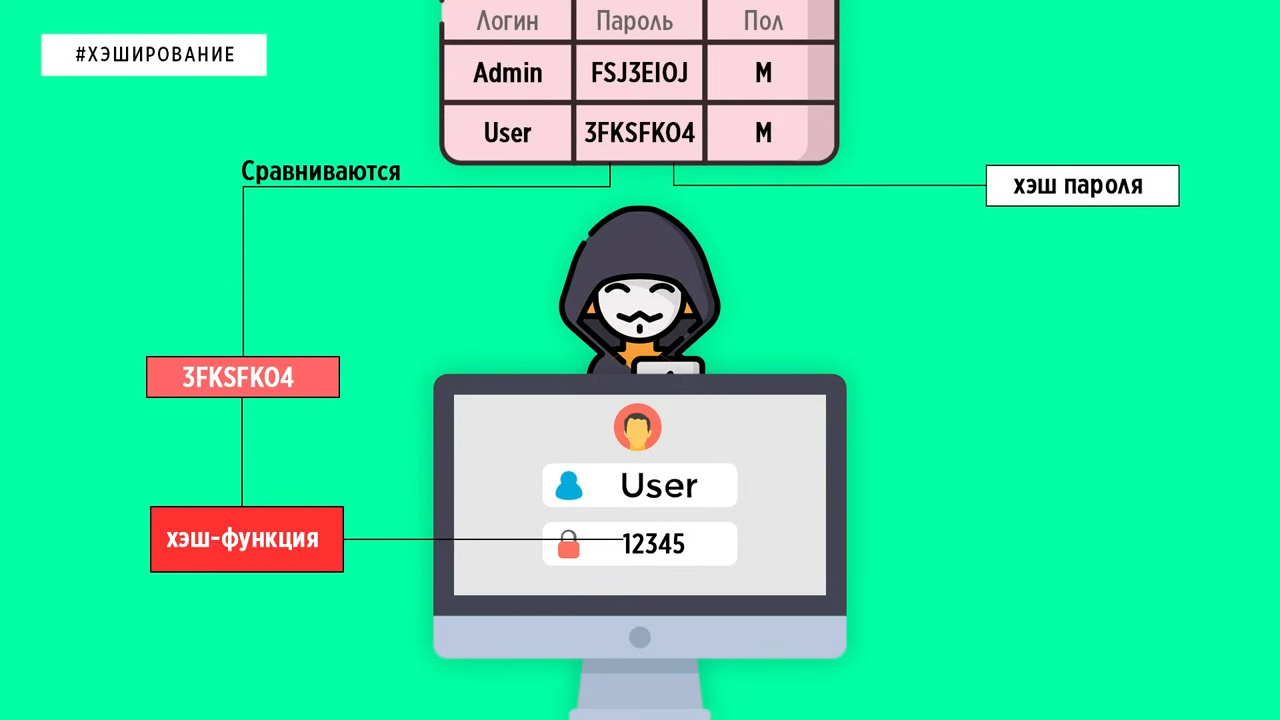 #ХЭШИРОВАНИЕ
Логин Пароль Пол
Admin FSJ3EIOJ М
User 3FKSFKO4 М
Сравниваются
хэш пароля
3FKSFKO4
User
хэш-функция
12345